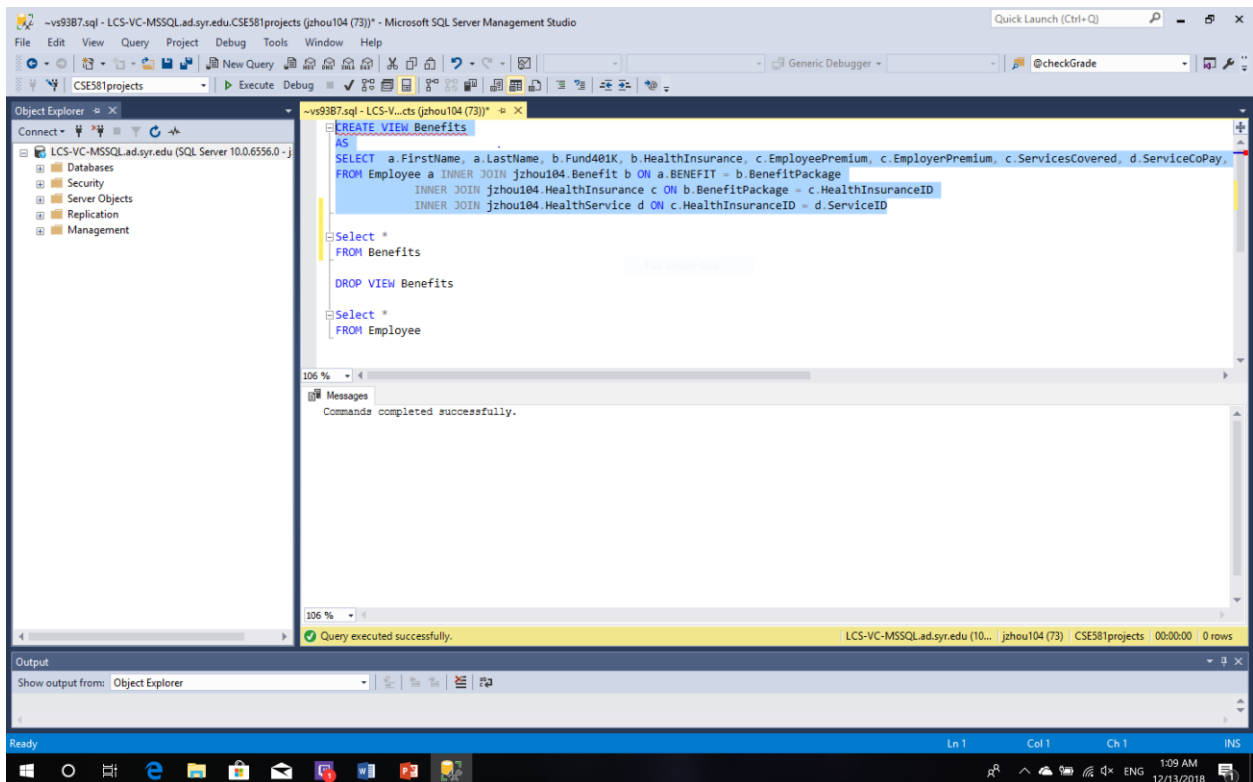 ~vs93B7.sql - LCS-VC-MSSQL.ad.syr.edu.CSE581projects (jzhou104 (73))* - Microsoft SQL Server Management Studio
Quick Launch (Ctrl+Q)
File Edit View Query Project Debug Tools Window Help
New Query
Generic Debugger
@checkGrade
CSE581projects
Execute Debug
Object Explorer
~vs93B7.sql - LCS-V...cts (jzhou104 (73))*
Connect
LCS-VC-MSSQL.ad.syr.edu (SQL Server 10.0.6556.0 - j
Databases
Security
Server Objects
Replication
Management
CREATE VIEW Benefits
AS
SELECT a.FirstName, a.LastName, b.Fund401K, b.HealthInsurance, c.EmployeePremium, c.EmployerPremium, c.ServicesCovered, d.ServiceCoPay,
FROM Employee a INNER JOIN jzhou104.Benefit b ON a.BENEFIT = b.BenefitPackage
INNER JOIN jzhou104.HealthInsurance c ON b.BenefitPackage = c.HealthInsuranceID
INNER JOIN jzhou104.HealthService d ON c.HealthInsuranceID = d.ServiceID
Select *
FROM Benefits
DROP VIEW Benefits
Select *
FROM Employee
106 %
Messages
Commands completed successfully.
106 %
Query executed successfully.
LCS-VC-MSSQL.ad.syr.edu (10... jzhou104 (73) CSE581projects 00:00:00 0 rows
Output
Show output from: Object Explorer
Ready
Ln 1 Col 1 Ch 1 INS
ENG
1:09 AM
12/13/2018